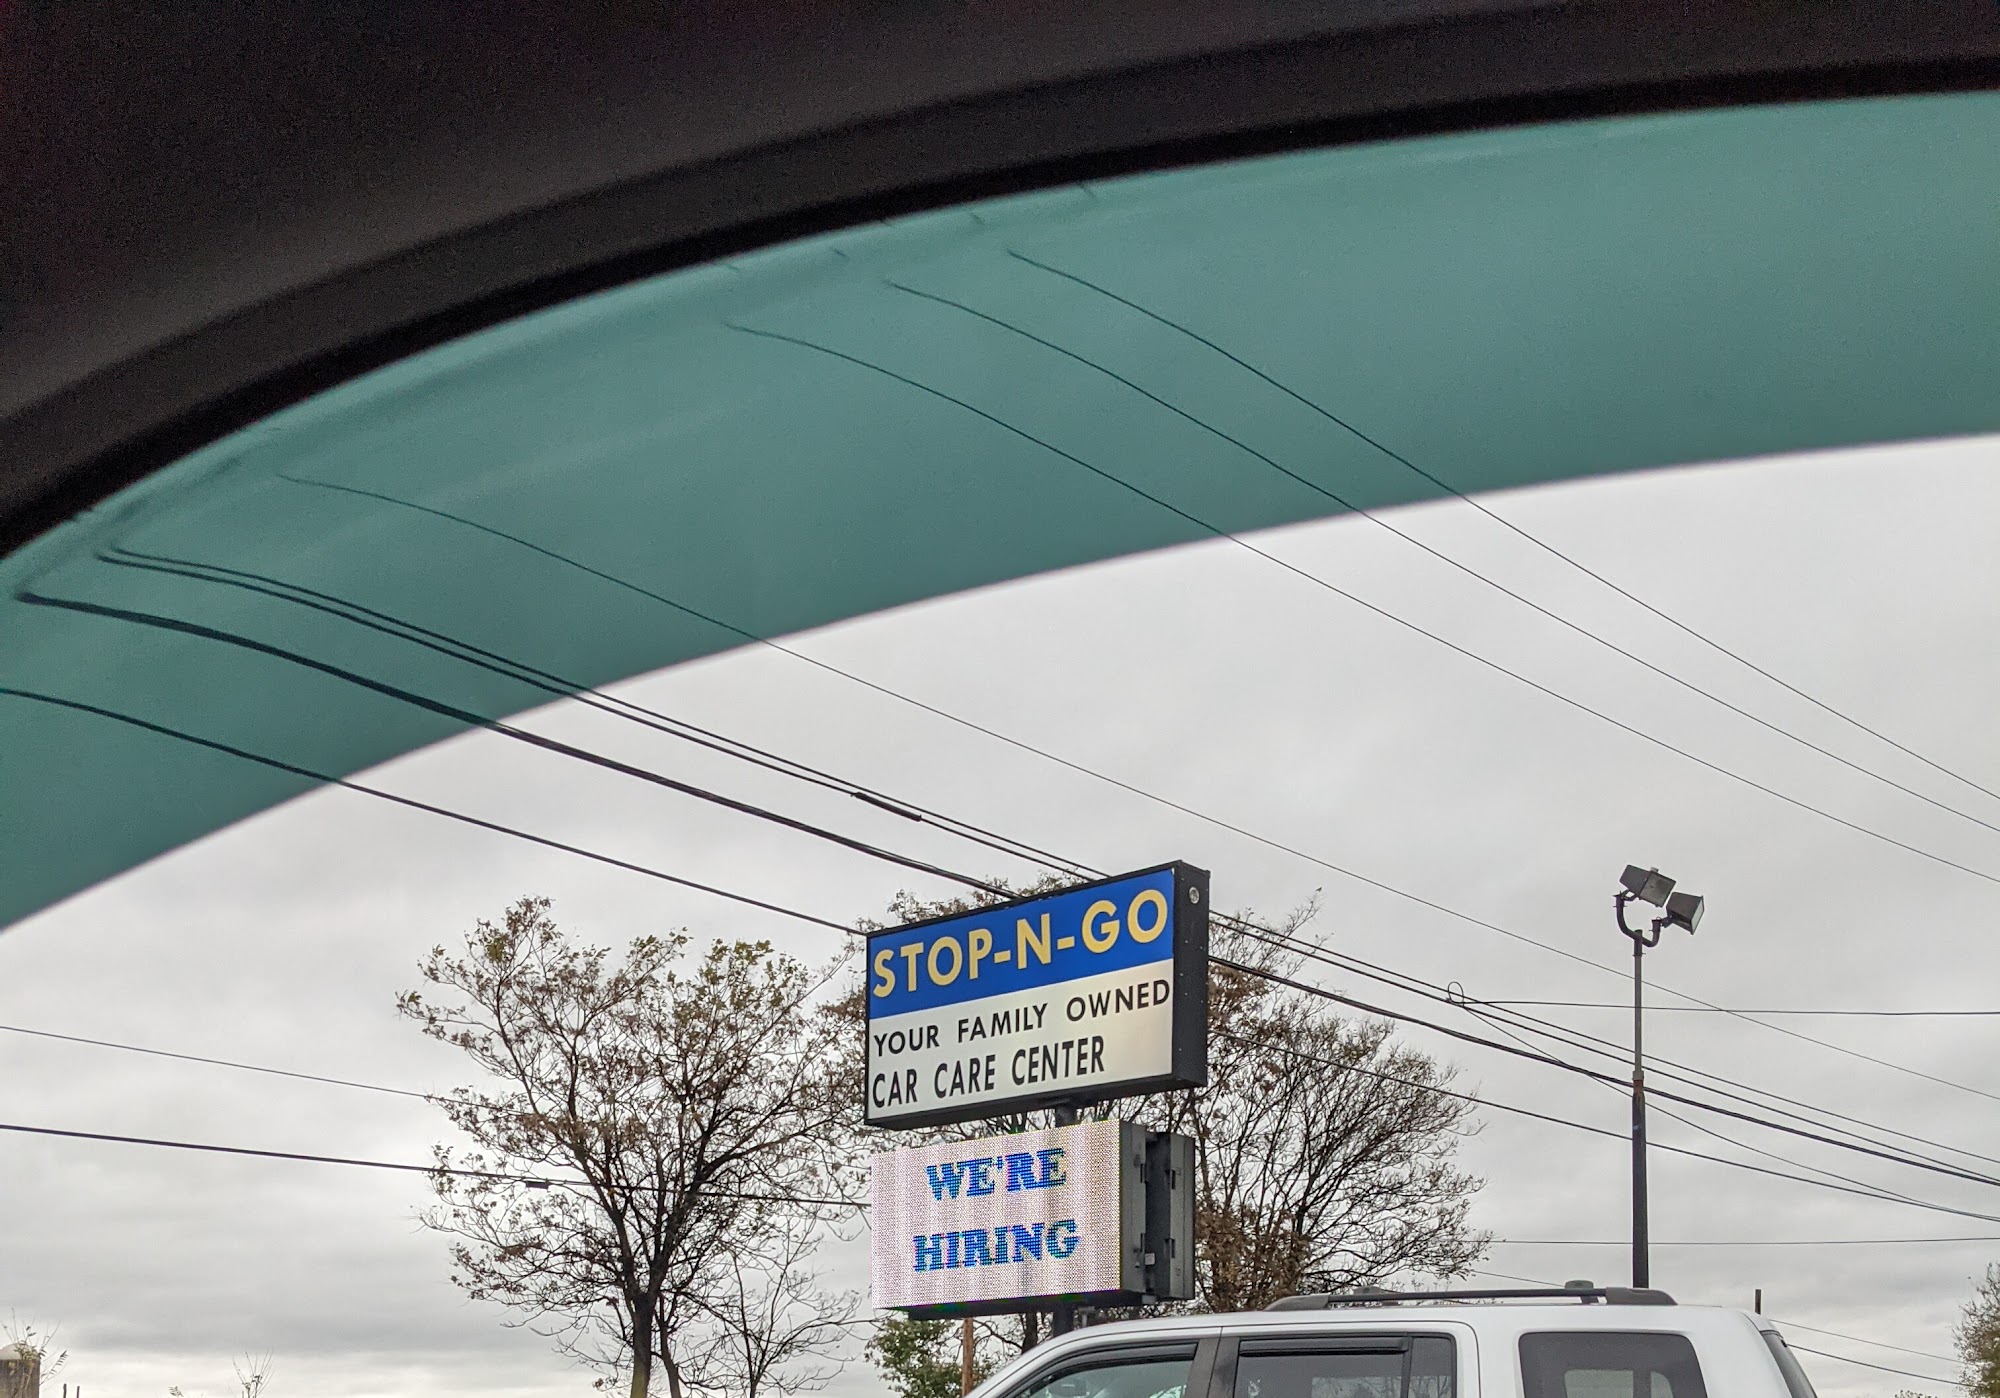 STOP-N-GO
YOUR FAMILY OWNED
CAR CARE CENTER
WE'RE
HIRING